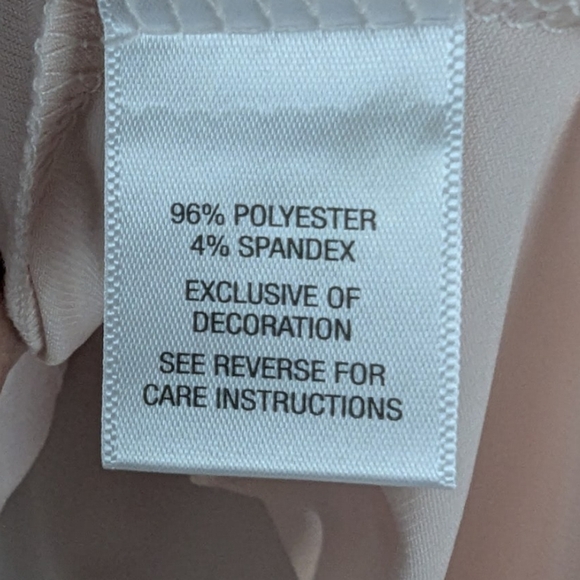 96% POLYESTER
4% SPANDEX
EXCLUSIVE OF
DECORATION
SEE REVERSE FOR
CARE INSTRUCTIONS